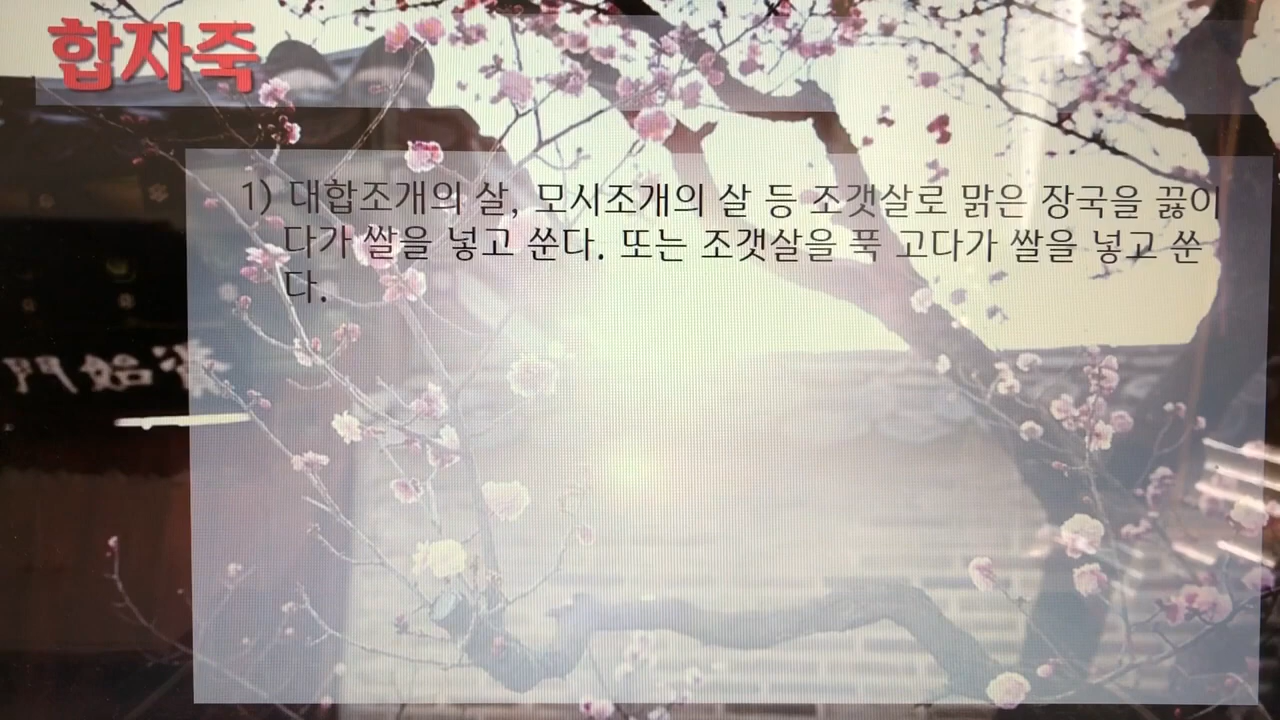 합자죽
1) 대합조개의 살, 모시조개의 살 등 조갯살로 맑은 장국을 끓이
다가 쌀을 넣고 쑨다. 또는 조갯살을 푹 고다가 쌀을 넣고 쑨
다.
門始